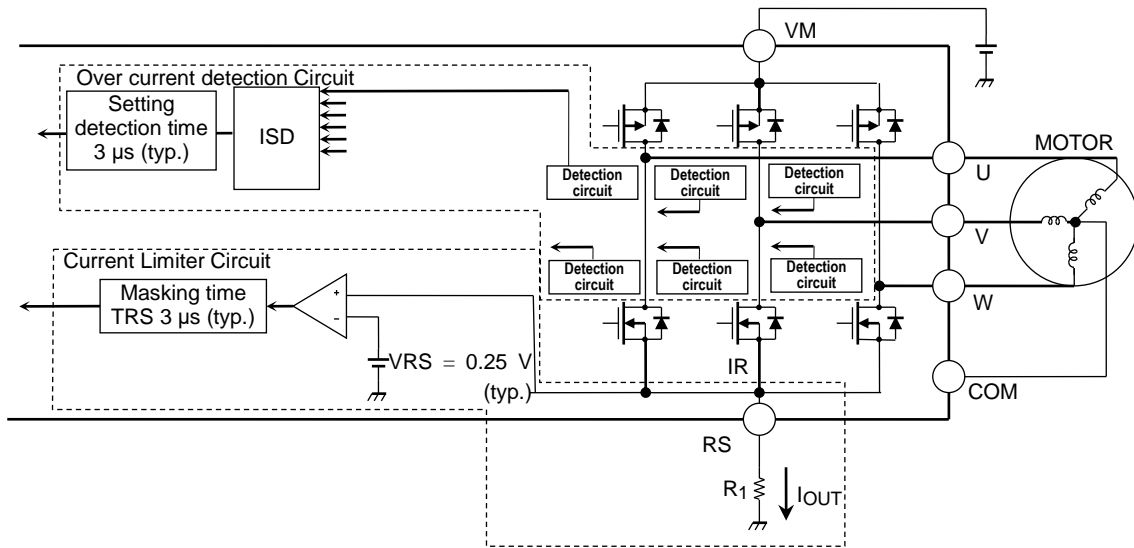 VM
Over current detection Circuit
Setting
detection time
3 µs (typ.)
ISD
MOTOR
U
Detection
circuit
Detection
circuit
Detection
circuit
V
Detection
circuit
Detection
circuit
Detection
circuit
Current Limiter Circuit
Masking time
TRS 3 µs (typ.)
+
−
W
VRS = 0.25 V
(typ.)
IR
COM
RS
R1
IOUT